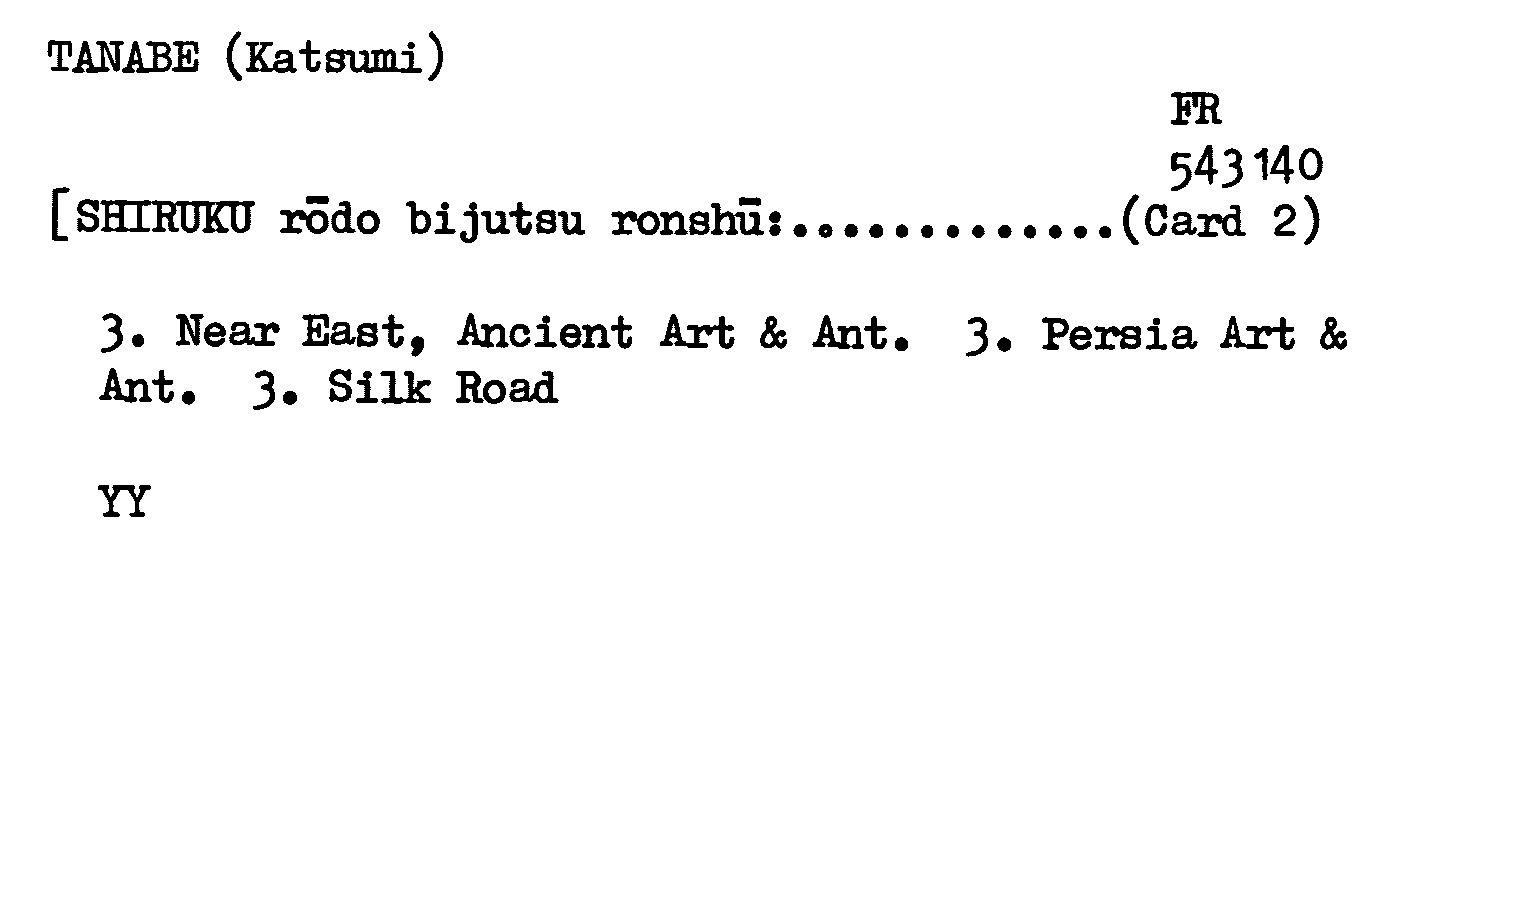 TANABE (Katsumi)
FR
543140
[SHIRUKU rōdo bijutsu ronshū:.............(Card 2)
3. Near East, Ancient Art & Ant.  3. Persia Art &
Ant.  3. Silk Road
YY